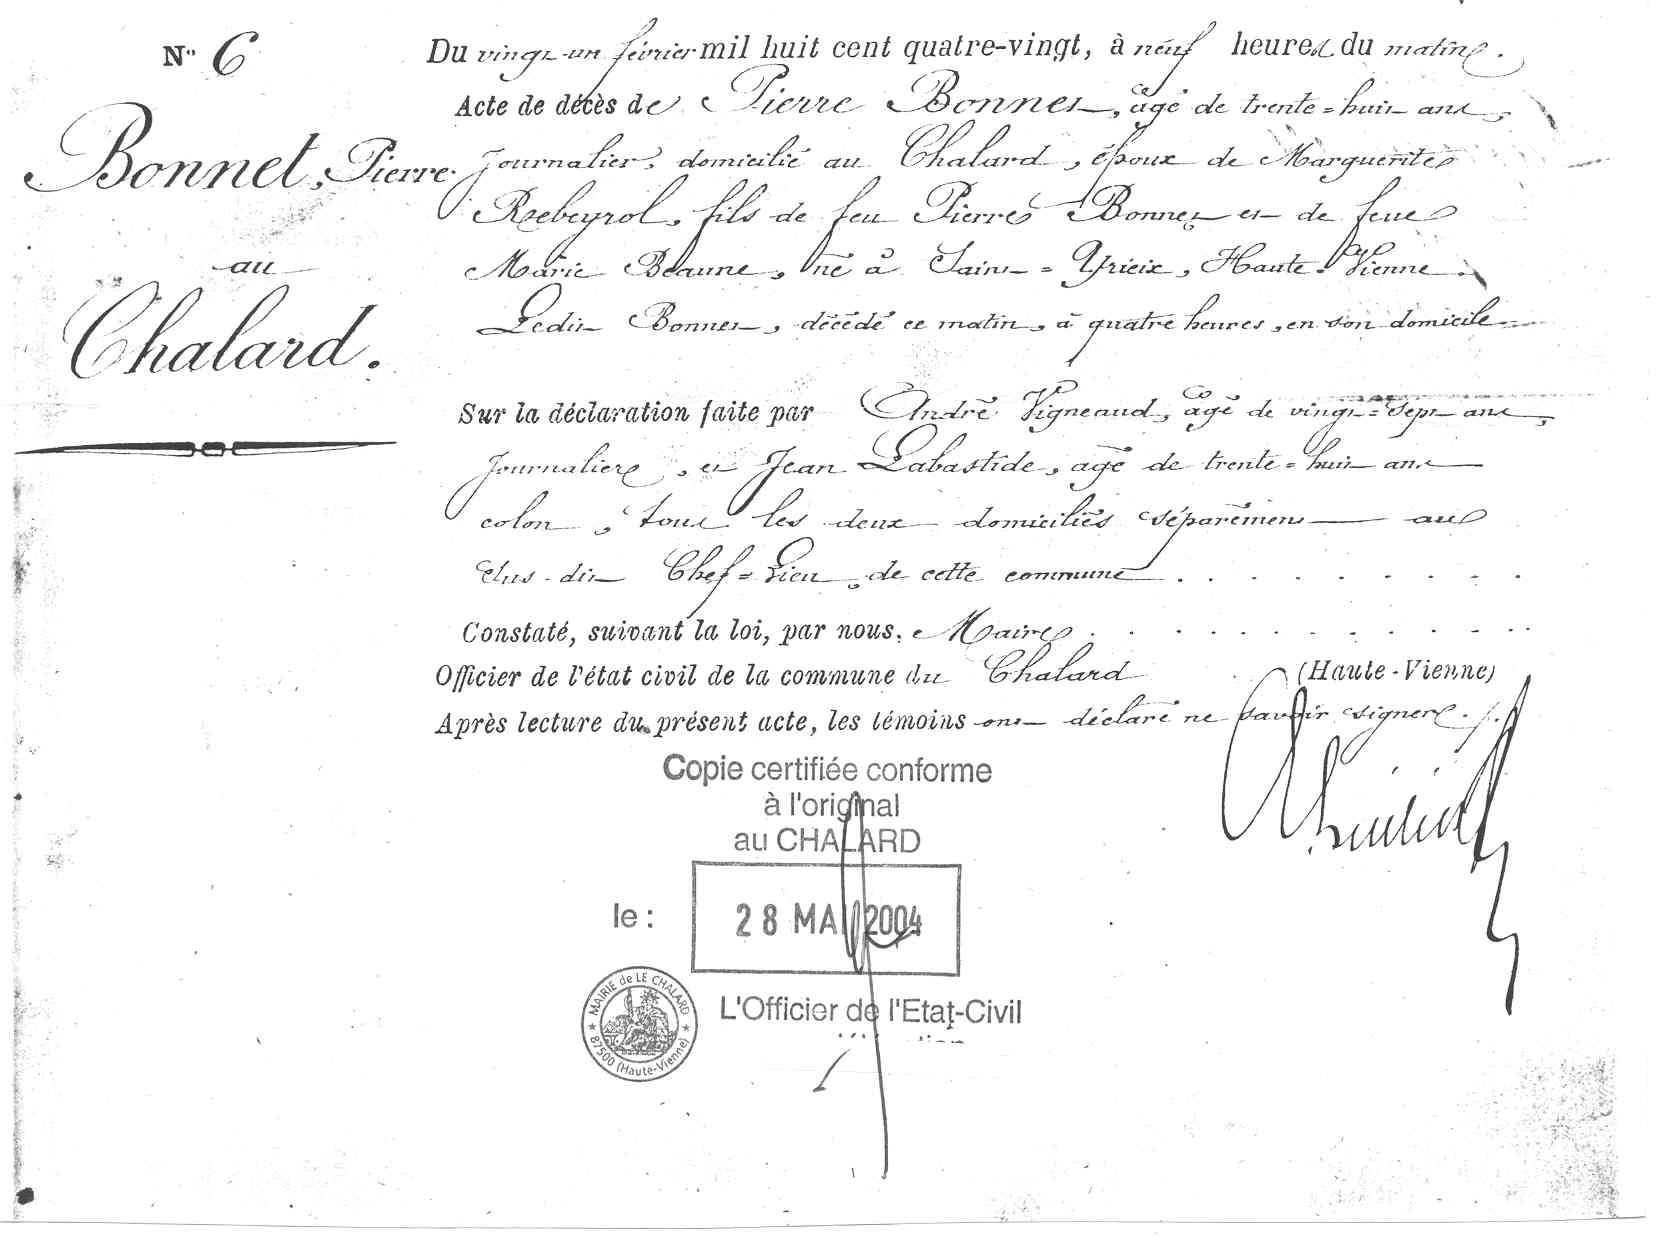 N° 6
Bonnet, Pierre.
au
Chalard.
Du vingt-un février mil huit cent quatre-vingt, à neuf heures du matin.
Acte de décès de Pierre Bonnet, âgé de trente=huit ans,
journalier, domicilié au Chalard, époux de Marguerite
Rebeyrol, fils de feu Pierre Bonnet et de feue
Marie Beaune, né à Saint=Yrieix, Haute=Vienne.
Ledit Bonnet, décédé ce matin, à quatre heures, en son domicile
Sur la déclaration faite par André Vigneaud, âgé de vingt=sept ans,
journalier, et Jean Labastide, âgé de trente=huit ans
colon, tous les deux domiciliés séparément au
dit Chef=Lieu, de cette commune
Constaté, suivant la loi, par nous, Maire
Officier de l'état civil de la commune du Chalard (Haute-Vienne)
Après lecture du présent acte, les témoins ont déclaré ne savoir signer.
Copie certifiée conforme
à l'original
au CHALARD
le : 28 MAI 2004
L'Officier de l'Etat-Civil
MAIRIE de LE CHALARD
87500 (Haute-Vienne)